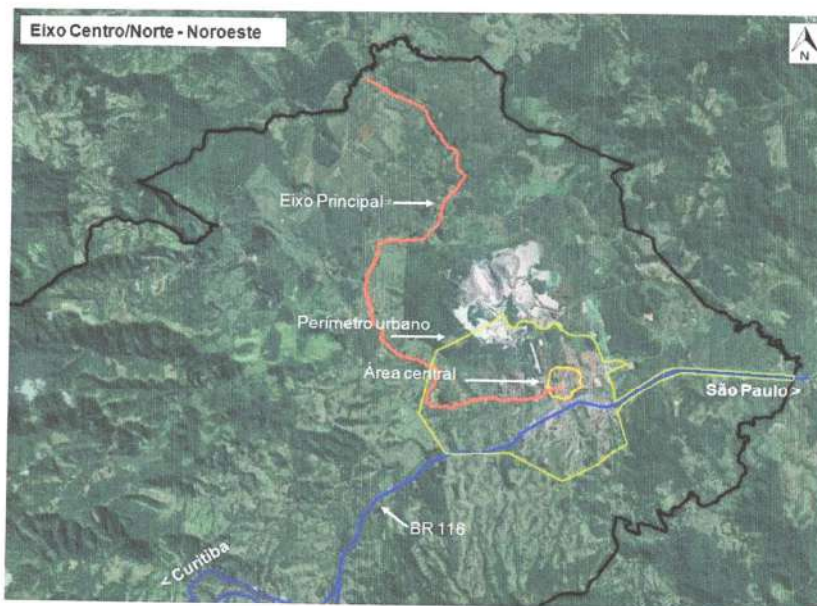 Eixo Centro/Norte - Noroeste
N
Eixo Principal
Perímetro urbano
Área central
São Paulo >
BR 116
< Curitiba